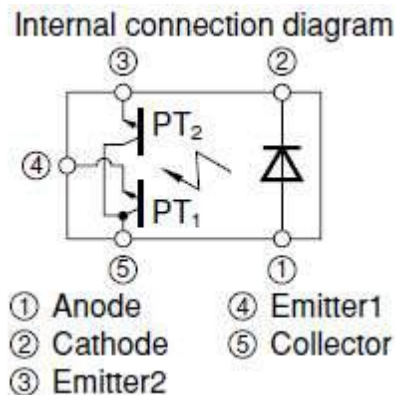 Internal connection diagram
③ ②
PT2
④
PT1
⑤ ①
① Anode ④ Emitter1
② Cathode ⑤ Collector
③ Emitter2